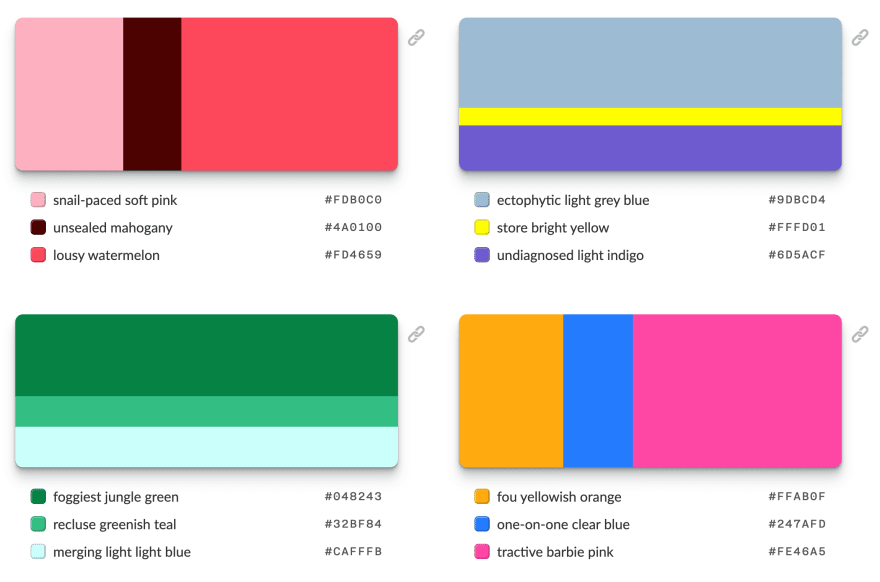 snail-paced soft pink #FDB0C0
unsealed mahogany #4A0100
lousy watermelon #FD4659
ectophytic light grey blue #9DBCD4
store bright yellow #FFFD01
undiagnosed light indigo #6D5ACF
foggiest jungle green #048243
recluse greenish teal #32BF84
merging light light blue #CAFFFB
fou yellowish orange #FFAB0F
one-on-one clear blue #247AFD
tractive barbie pink #FE46A5